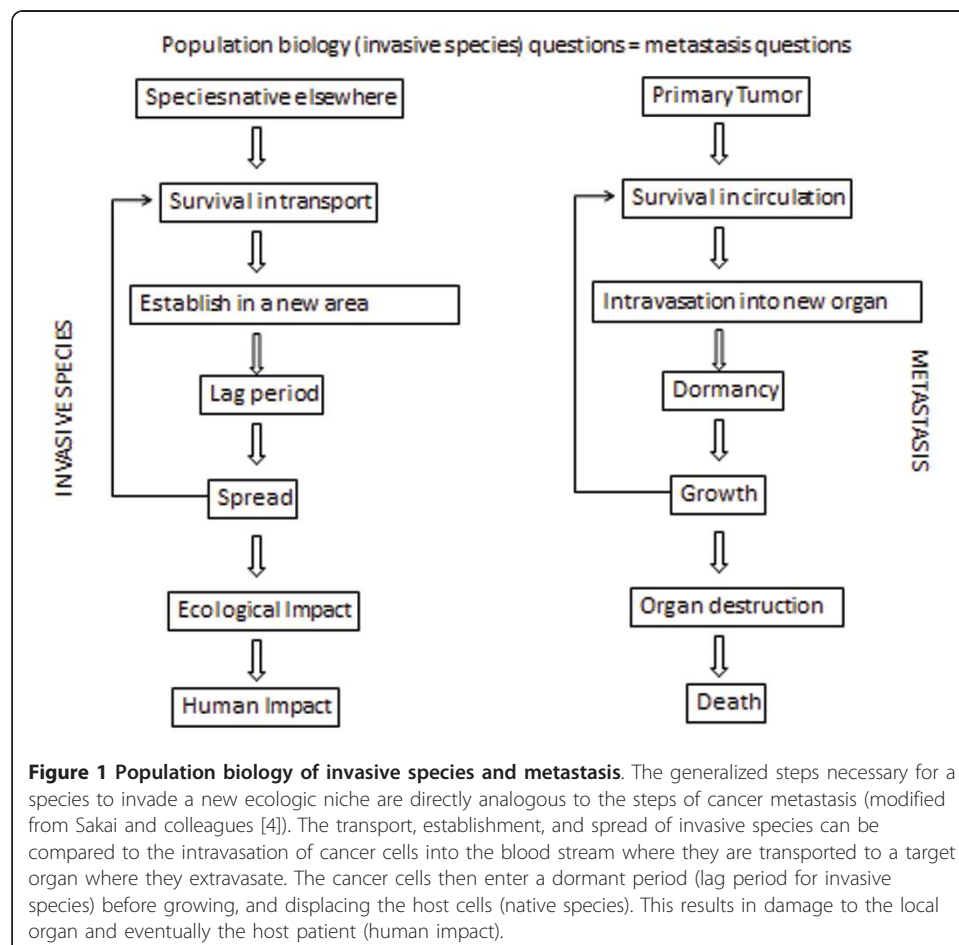 Population biology (invasive species) questions = metastasis questions
Species native elsewhere
Survival in transport
Establish in a new area
Lag period
Spread
Ecological Impact
Human Impact
INVASIVE SPECIES
Primary Tumor
Survival in circulation
Intravasation into new organ
Dormancy
Growth
Organ destruction
Death
METASTASIS
Figure 1 Population biology of invasive species and metastasis. The generalized steps necessary for a
species to invade a new ecologic niche are directly analogous to the steps of cancer metastasis (modified
from Sakai and colleagues [4]). The transport, establishment, and spread of invasive species can be
compared to the intravasation of cancer cells into the blood stream where they are transported to a target
organ where they extravasate. The cancer cells then enter a dormant period (lag period for invasive
species) before growing, and displacing the host cells (native species). This results in damage to the local
organ and eventually the host patient (human impact).